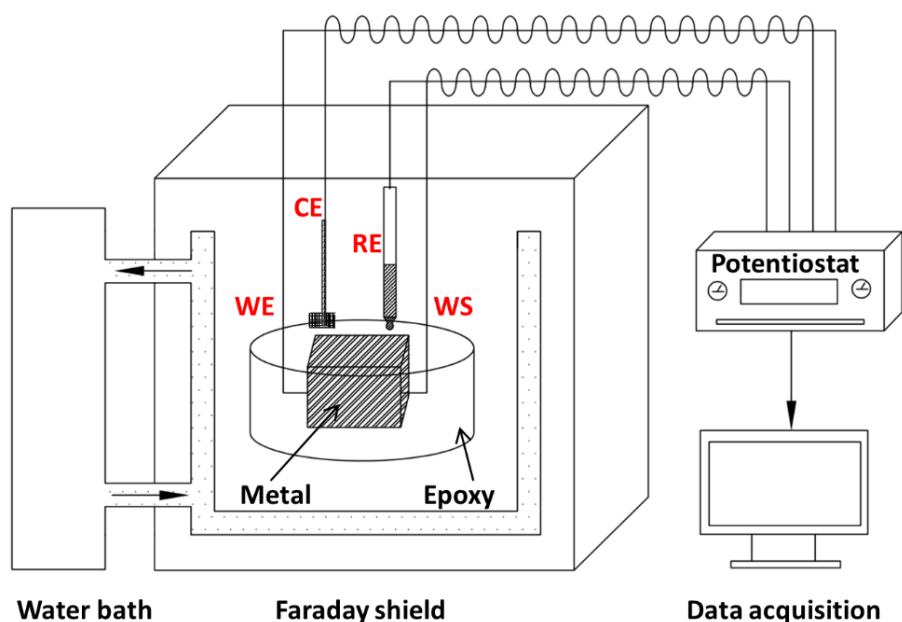 CE
RE
WE
WS
Potentiostat
Metal
Epoxy
Water bath
Faraday shield
Data acquisition